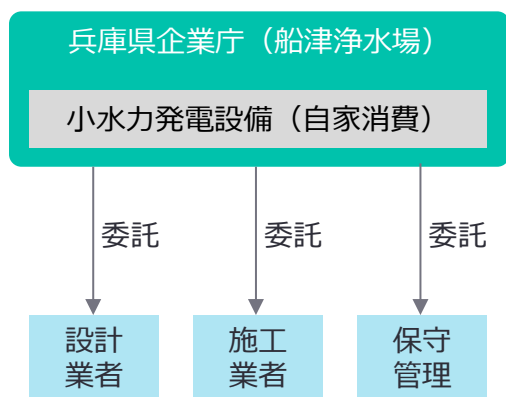 兵庫県企業庁（船津浄水場）
小水力発電設備（自家消費）
委託
委託
委託
設計
業者
施工
業者
保守
管理